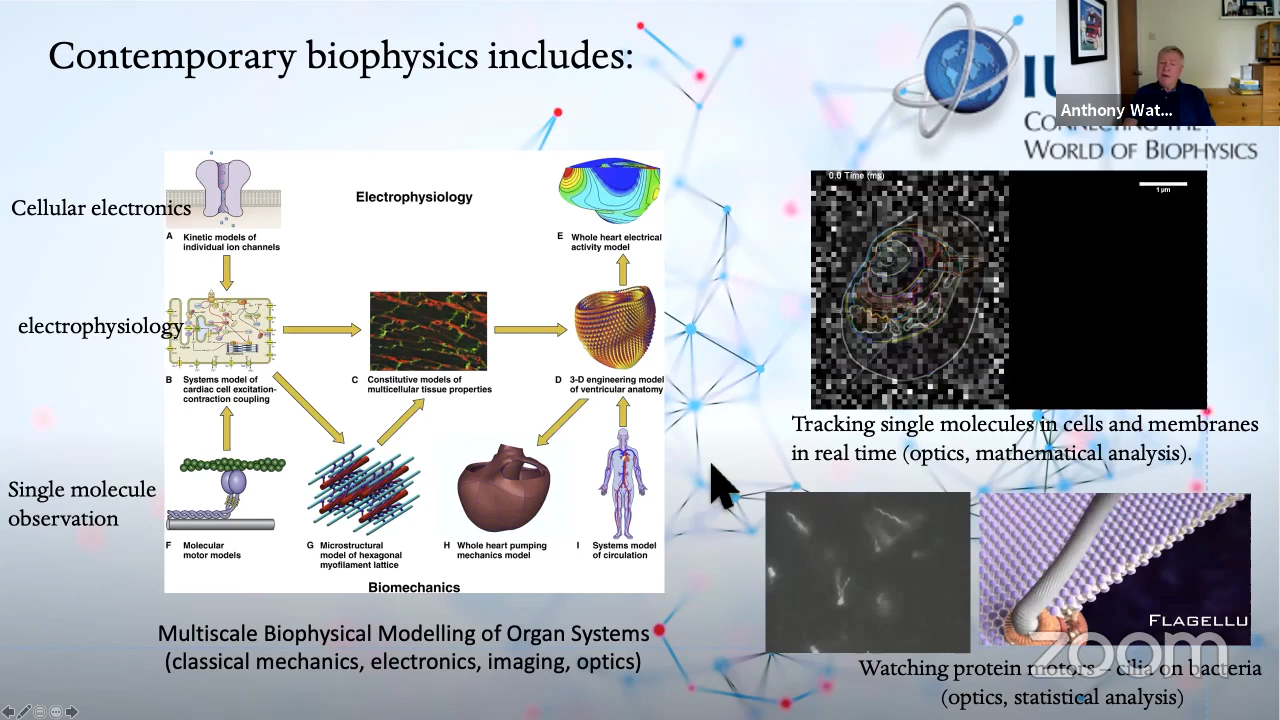 Contemporary biophysics includes:
IU
Anthony Wat...
CONNECTING THE
WORLD OF BIOPHYSICS
Cellular electronics
Electrophysiology
A Kinetic models of
individual ion channels
E Whole heart electrical
activity model
electrophysiology
B Systems model of
cardiac cell excitation-
contraction coupling
C Constitutive models of
multicellular tissue properties
D 3-D engineering model
of ventricular anatomy
Single molecule
observation
F Molecular
motor models
G Microstructural
model of hexagonal
myofilament lattice
H Whole heart pumping
mechanics model
I Systems model
of circulation
Biomechanics
Multiscale Biophysical Modelling of Organ Systems
(classical mechanics, electronics, imaging, optics)
0.0 Time (ms)
1 µm
Tracking single molecules in cells and membranes
in real time (optics, mathematical analysis).
FLAGELLU
zoom
Watching protein motors – cilia on bacteria
(optics, statistical analysis)